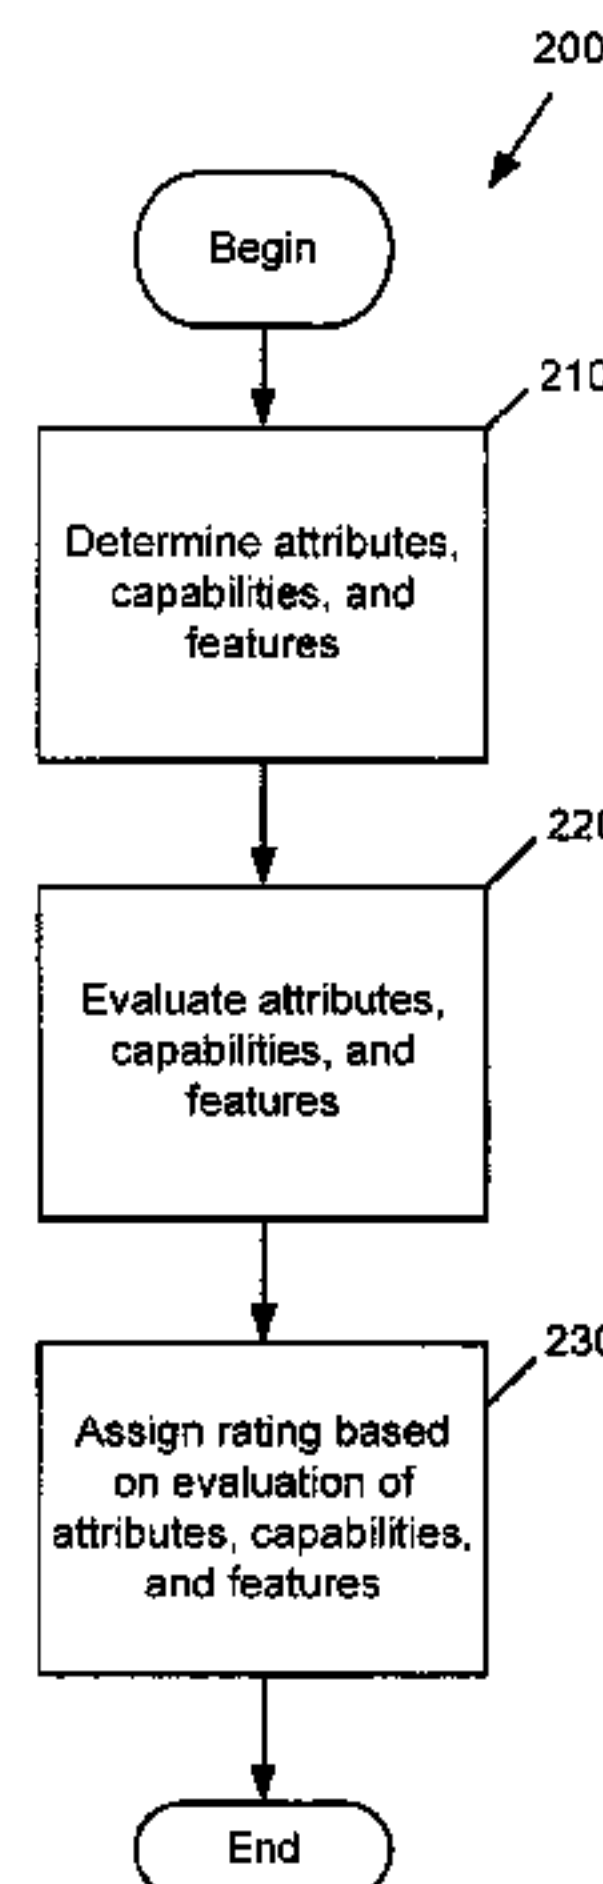 200
Begin
210
Determine attributes,
capabilities, and
features
220
Evaluate attributes,
capabilities, and
features
230
Assign rating based
on evaluation of
attributes, capabilities,
and features
End